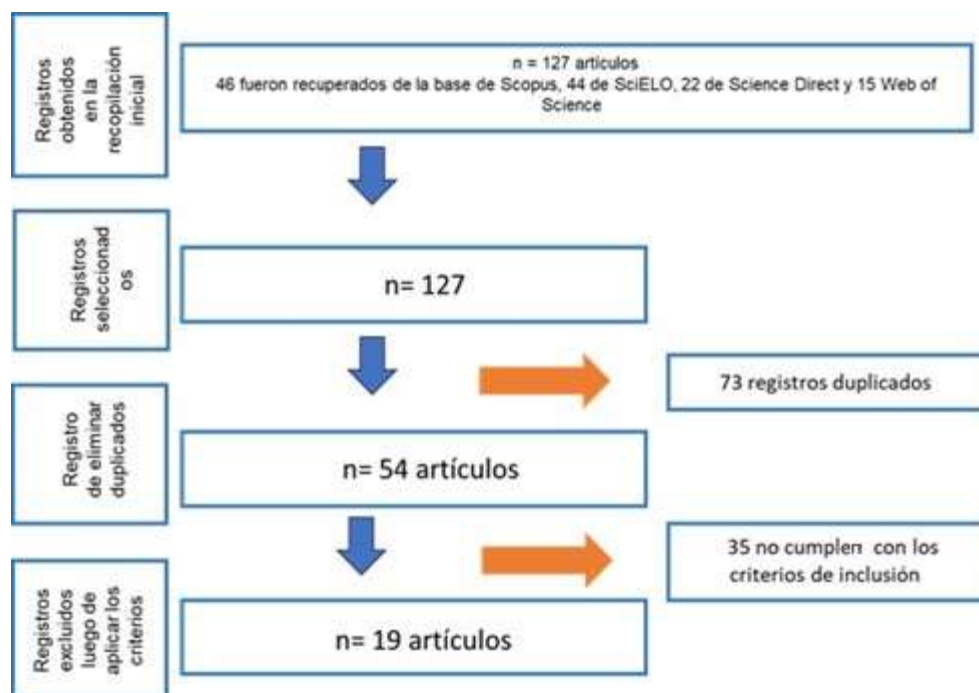 Registros
obtenidos
en la
recopilación
inicial
n = 127 artículos
46 fueron recuperados de la base de Scopus, 44 de SciELO, 22 de Science Direct y 15 Web of
Science
Registros
seleccionad
os
n= 127
73 registros duplicados
Registro
de eliminar
duplicados
n= 54 artículos
35 no cumplen con los
criterios de inclusión
Registros
excluidos
luego de
aplicar los
criterios
n= 19 artículos